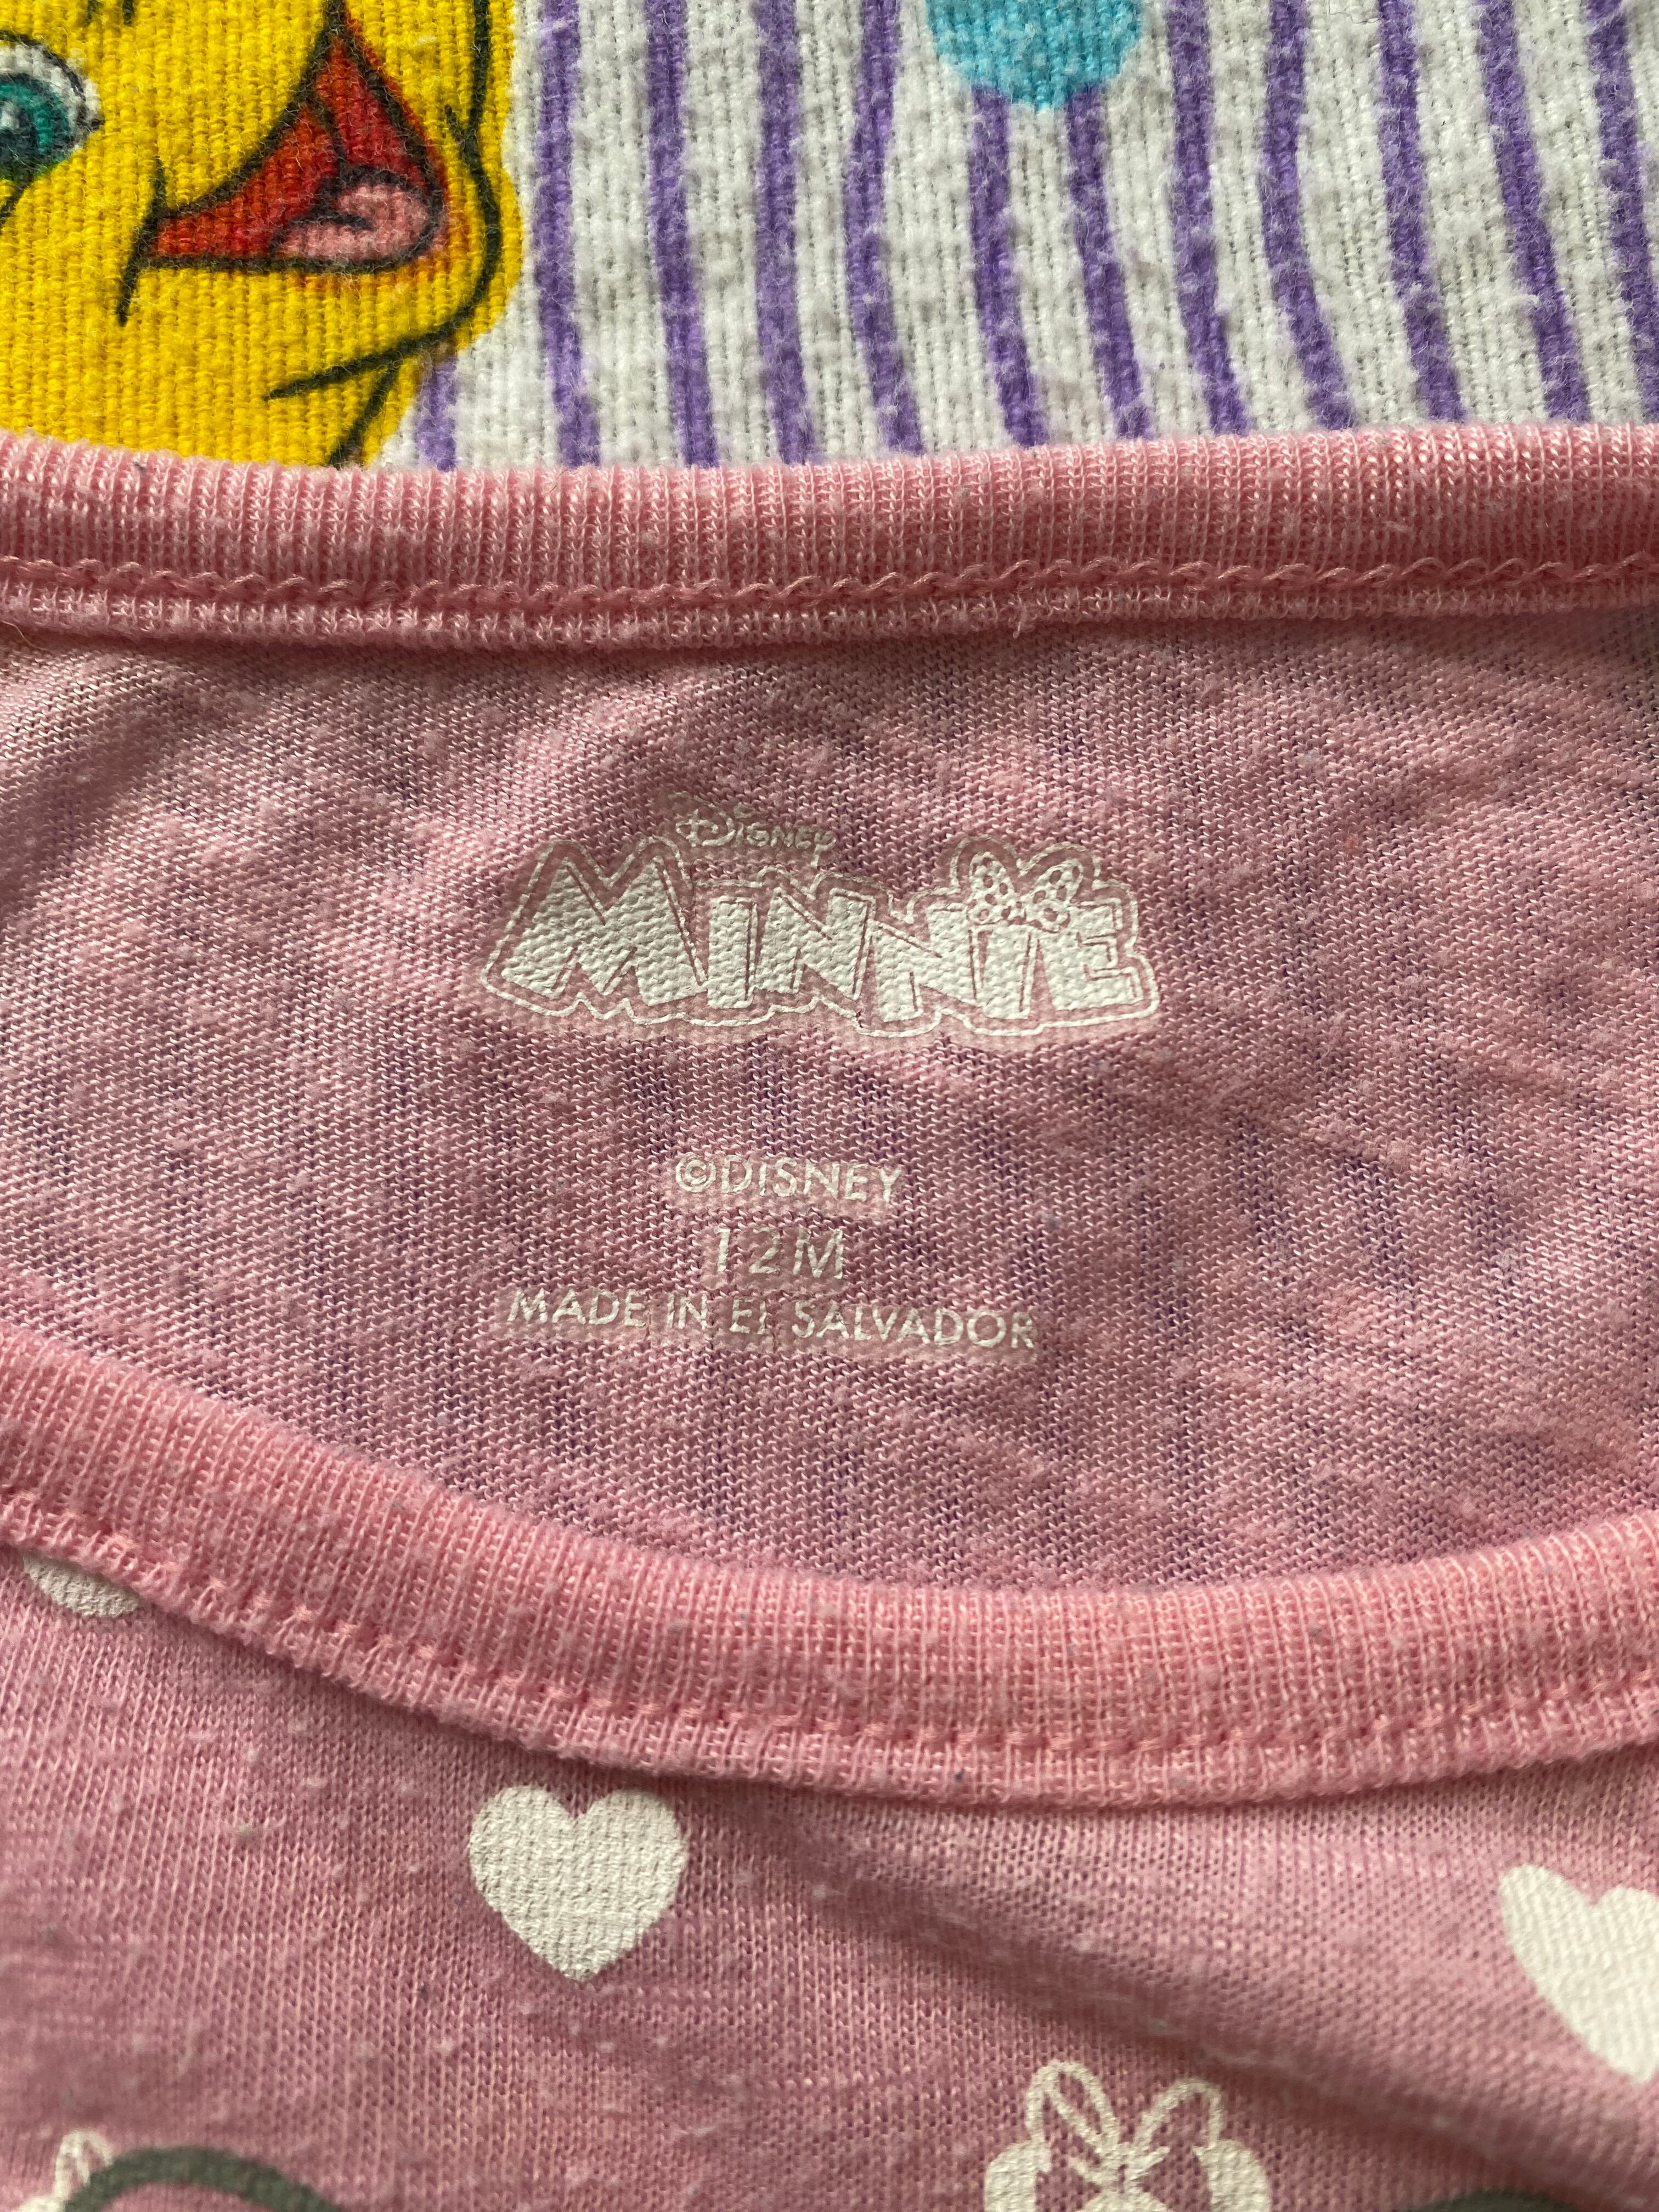 Disney
MINNIE
©DISNEY
12M
MADE IN EL SALVADOR